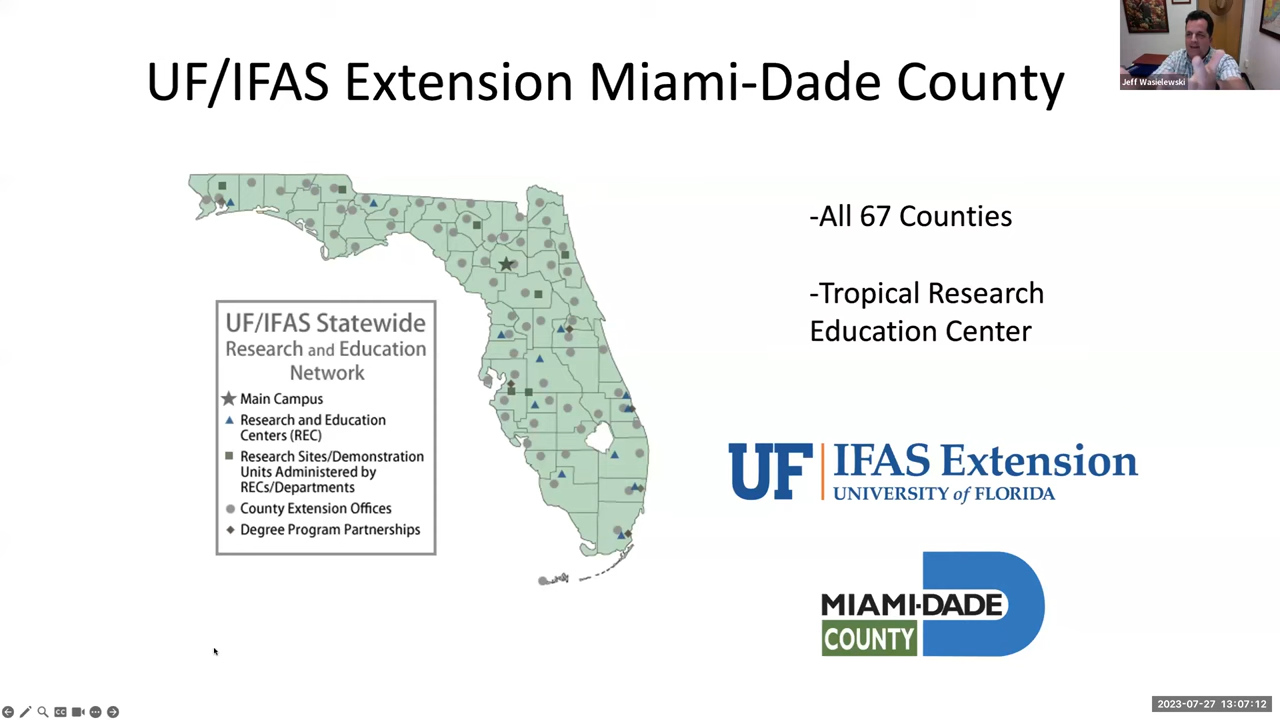 UF/IFAS Extension Miami-Dade County
Jeff Wasielewski
-All 67 Counties
-Tropical Research
Education Center
UF/IFAS Statewide
Research and Education
Network
Main Campus
Research and Education
Centers (REC)
Research Sites/Demonstration
Units Administered by
RECs/Departments
County Extension Offices
Degree Program Partnerships
UF IFAS Extension
UNIVERSITY of FLORIDA
MIAMI-DADE
COUNTY
CC
2023-07-27 13:07:12